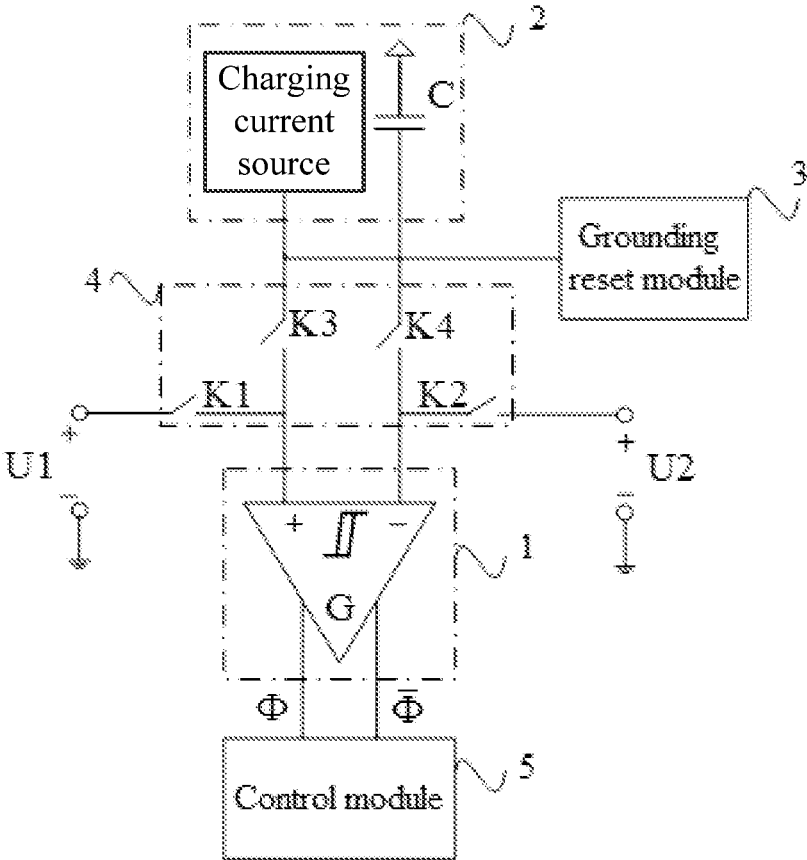 2
Charging
current
source
C
3
Grounding
reset module
4
K3
K4
K1
K2
+
U1
−
+
U2
−
+
−
1
G
Φ
Φ̄
5
Control module